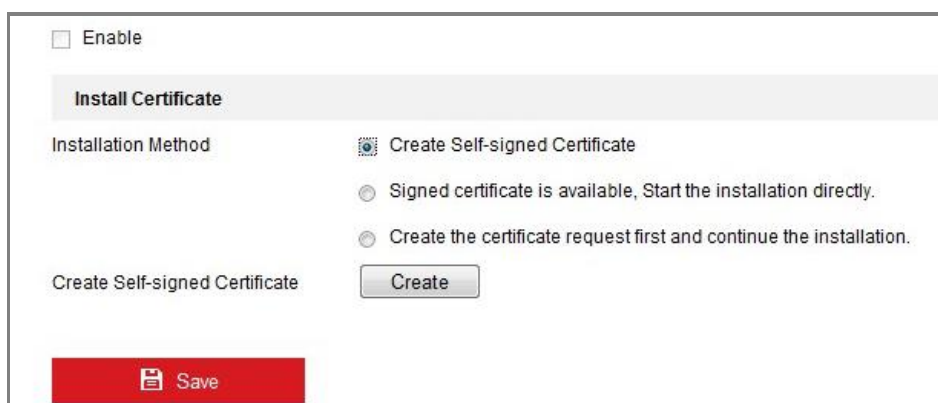 Enable
Install Certificate
Installation Method
Create Self-signed Certificate
Signed certificate is available, Start the installation directly.
Create the certificate request first and continue the installation.
Create Self-signed Certificate
Create
Save